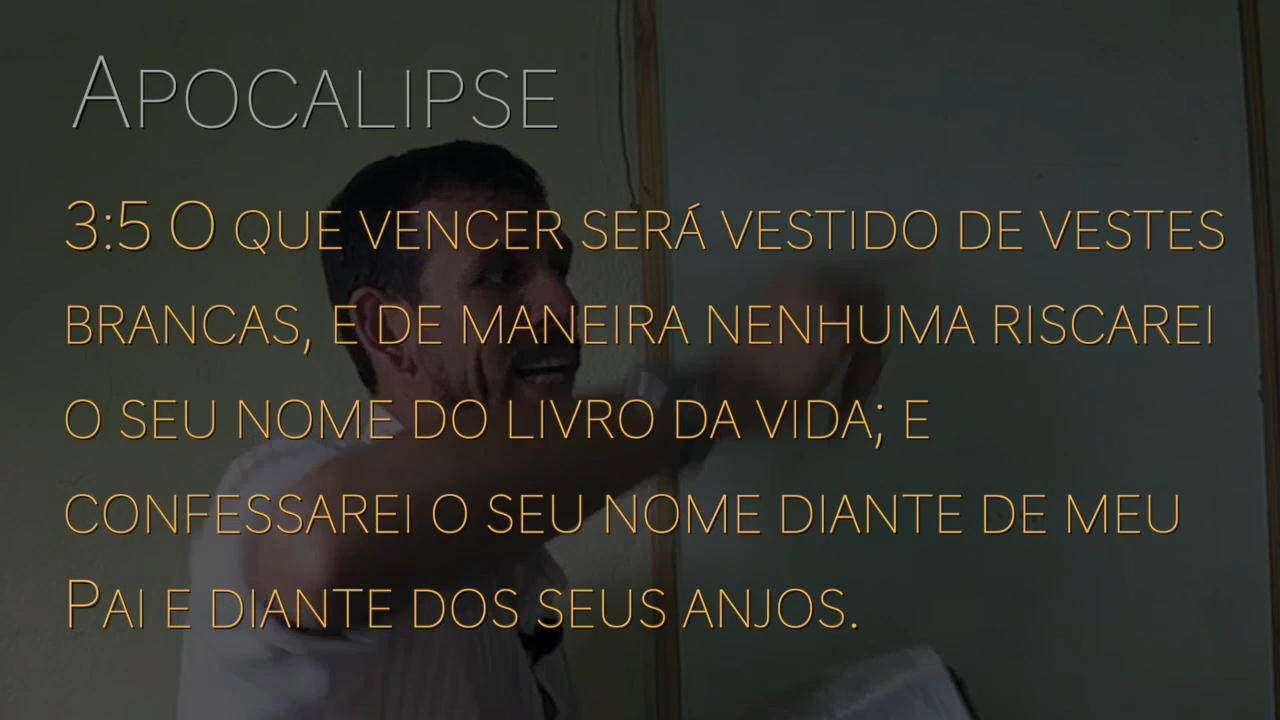 Apocalipse
3:5 O que vencer será vestido de vestes
brancas, e de maneira nenhuma riscarei
o seu nome do livro da vida; e
confessarei o seu nome diante de meu
Pai e diante dos seus anjos.